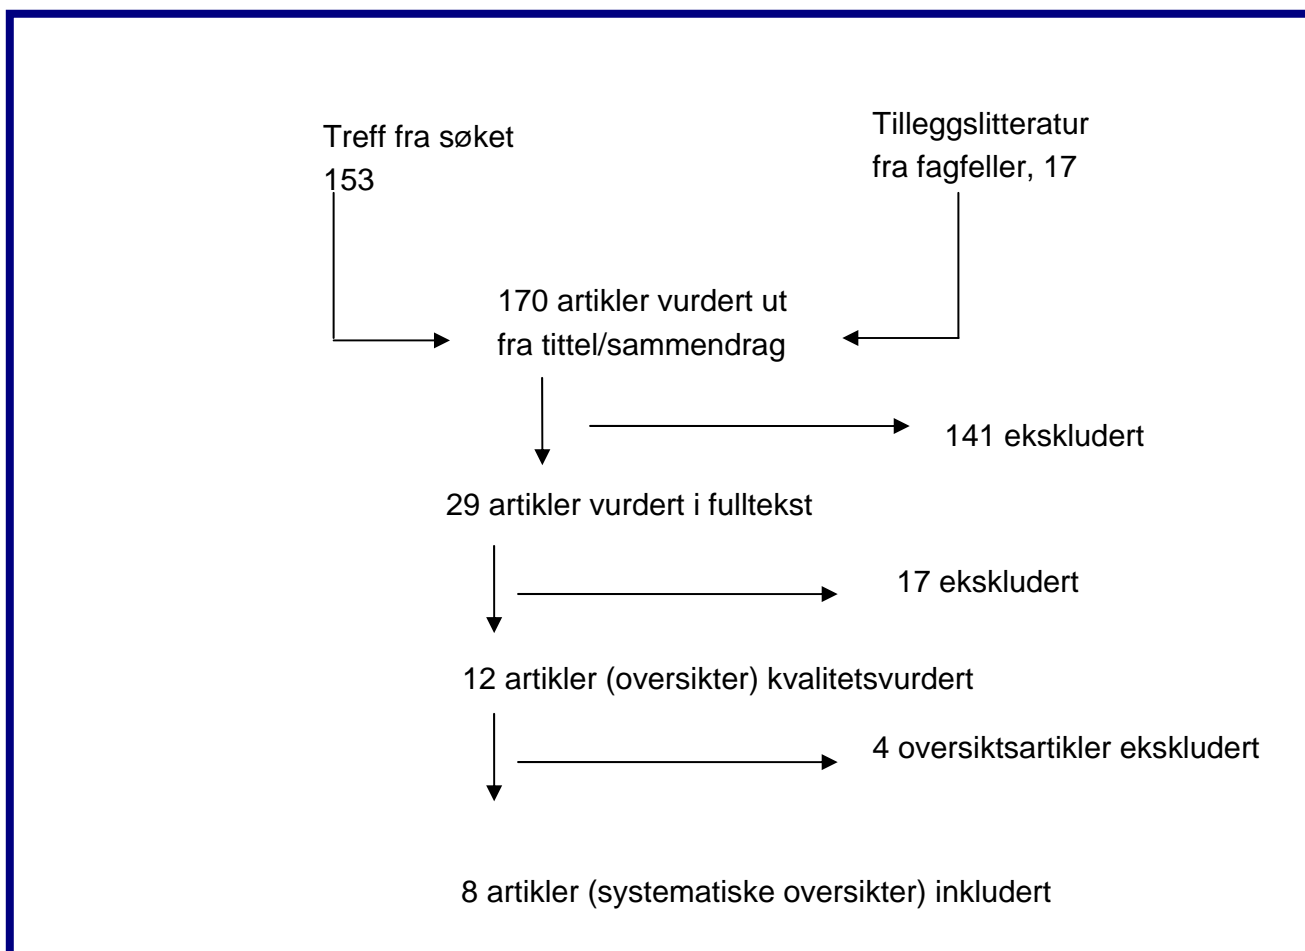 Treff fra søket
153
Tilleggslitteratur
fra fagfeller, 17
170 artikler vurdert ut
fra tittel/sammendrag
141 ekskludert
29 artikler vurdert i fulltekst
17 ekskludert
12 artikler (oversikter) kvalitetsvurdert
4 oversiktsartikler ekskludert
8 artikler (systematiske oversikter) inkludert